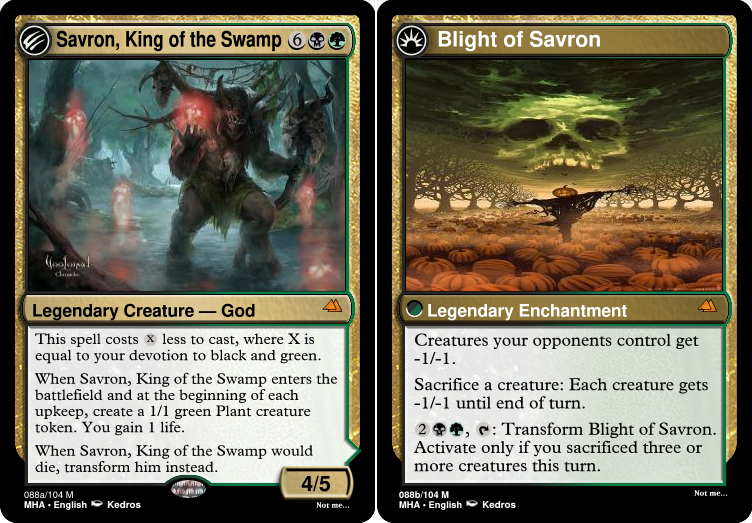 Savron, King of the Swamp 6
Legendary Creature — God
This spell costs X less to cast, where X is
equal to your devotion to black and green.
When Savron, King of the Swamp enters the
battlefield and at the beginning of each
upkeep, create a 1/1 green Plant creature
token. You gain 1 life.
When Savron, King of the Swamp would
die, transform him instead.
4/5
088a/104 M
MHA • English Kedros
Not me...
Blight of Savron
Legendary Enchantment
Creatures your opponents control get
-1/-1.
Sacrifice a creature: Each creature gets
-1/-1 until end of turn.
2 , : Transform Blight of Savron.
Activate only if you sacrificed three or
more creatures this turn.
088b/104 M
MHA • English Kedros
Not me...